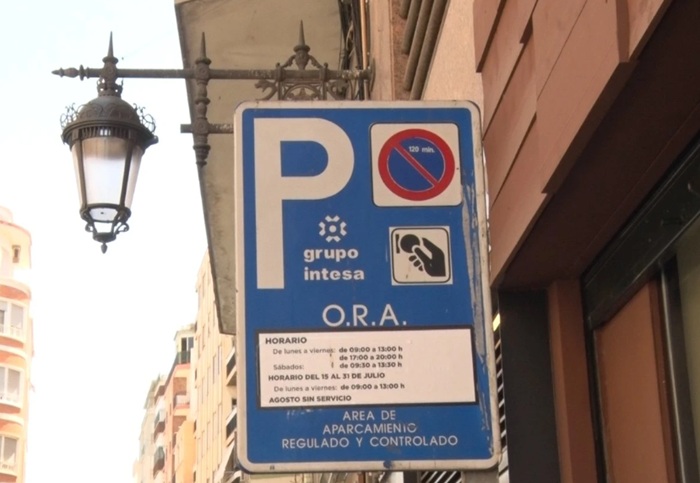 P
120 min.
grupo
intesa
O.R.A.
HORARIO
De lunes a viernes: de 09:00 a 13:00 h
de 17:00 a 20:00 h
Sábados: de 09:30 a 13:30 h
HORARIO DEL 15 AL 31 DE JULIO
De lunes a viernes: de 09:00 a 13:00 h
AGOSTO SIN SERVICIO
AREA DE
APARCAMIENTO
REGULADO Y CONTROLADO